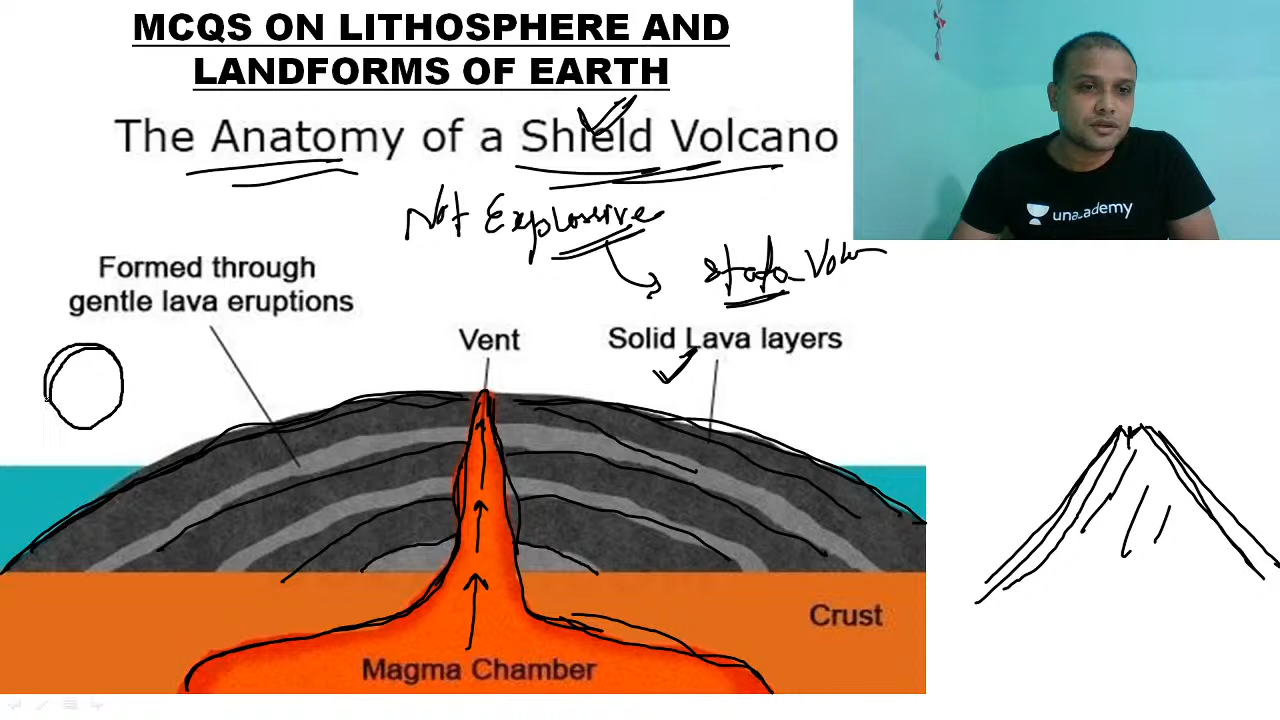 MCQS ON LITHOSPHERE AND
LANDFORMS OF EARTH
The Anatomy of a Shield Volcano
unacademy
Not Explossive
Formed through
gentle lava eruptions
Vent
Solid Lava layers
Crust
Magma Chamber